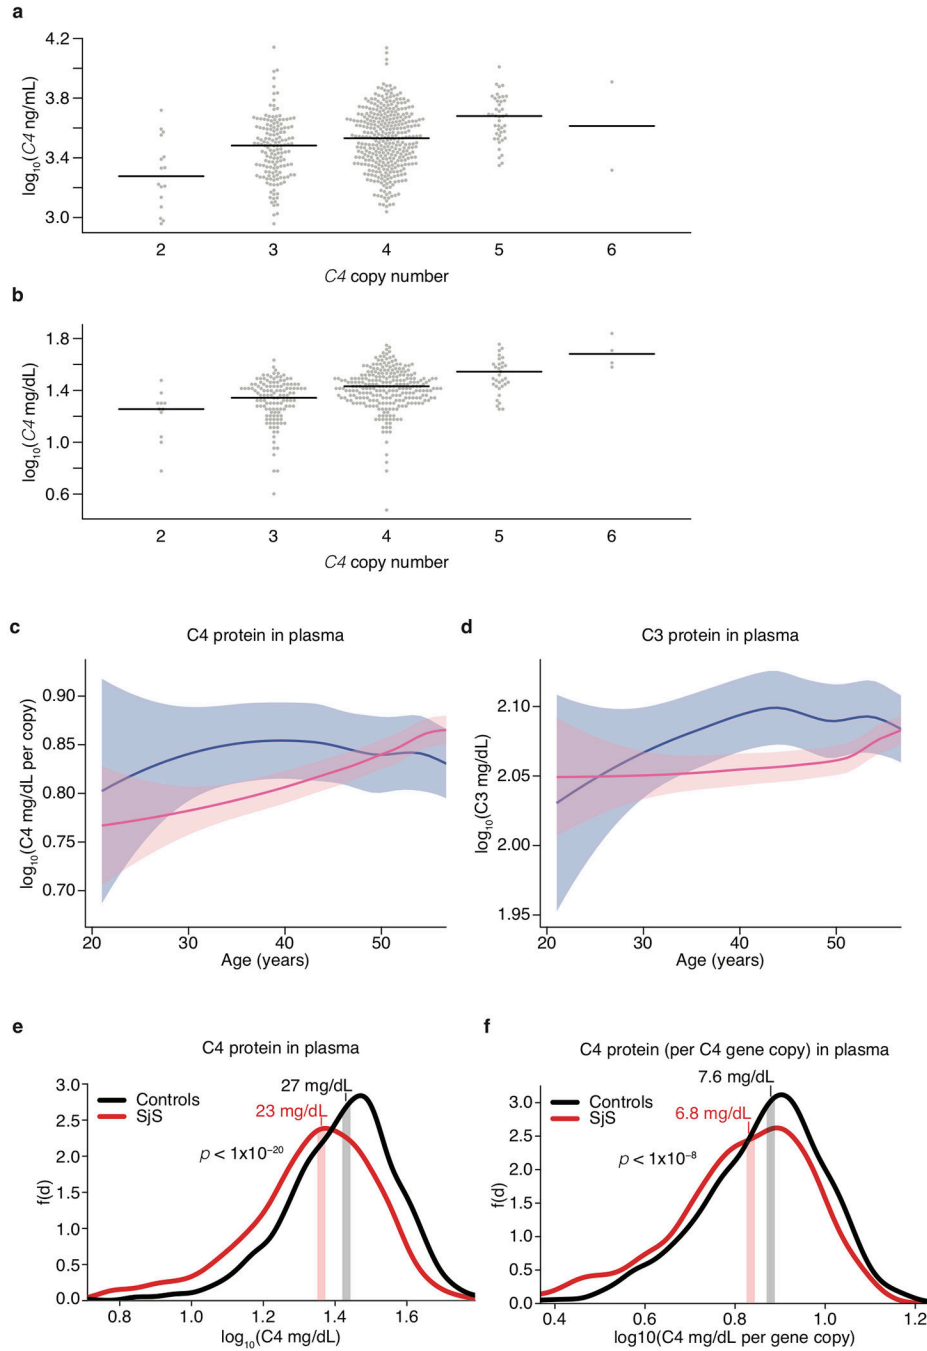 a
4.2
3.8
3.4
3.0
log₁₀(C4 ng/mL)
2 3 4 5 6
C4 copy number
b
1.8
1.4
1.0
0.6
log₁₀(C4 mg/dL)
2 3 4 5 6
C4 copy number
c
C4 protein in plasma
0.90
0.85
0.80
0.75
0.70
log₁₀(C4 mg/dL per copy)
20 30 40 50
Age (years)
d
C3 protein in plasma
2.10
2.05
2.00
1.95
log₁₀(C3 mg/dL)
20 30 40 50
Age (years)
e
C4 protein in plasma
27 mg/dL
23 mg/dL
Controls
SjS
p < 1x10⁻²⁰
3.0
2.5
2.0
1.5
1.0
0.5
0.0
f(d)
0.8 1.0 1.2 1.4 1.6
log₁₀(C4 mg/dL)
f
C4 protein (per C4 gene copy) in plasma
7.6 mg/dL
6.8 mg/dL
Controls
SjS
p < 1x10⁻⁸
3.0
2.5
2.0
1.5
1.0
0.5
0.0
f(d)
0.4 0.6 0.8 1.0 1.2
log10(C4 mg/dL per gene copy)